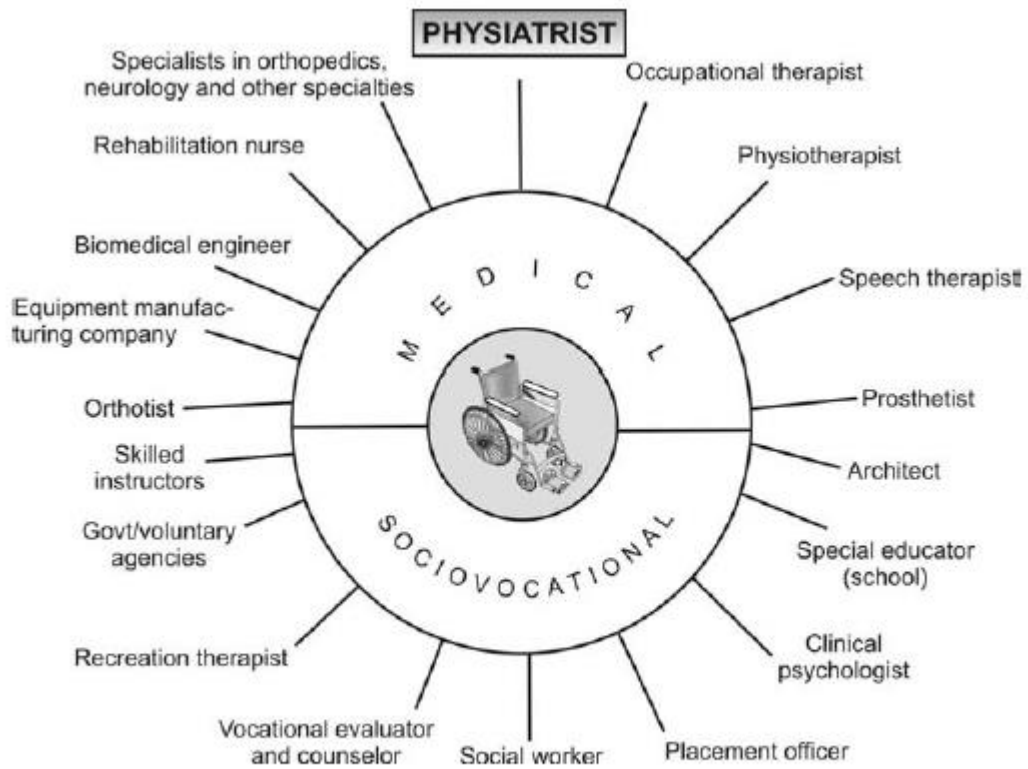 PHYSIATRIST
Specialists in orthopedics,
neurology and other specialties
Occupational therapist
Rehabilitation nurse
Physiotherapist
Biomedical engineer
Speech therapist
Equipment manufac-
turing company
Orthotist
Prosthetist
MEDICAL
Skilled
instructors
Architect
Govt/voluntary
agencies
Special educator
(school)
SOCIOVOCATIONAL
Recreation therapist
Clinical
psychologist
Vocational evaluator
and counselor
Social worker
Placement officer